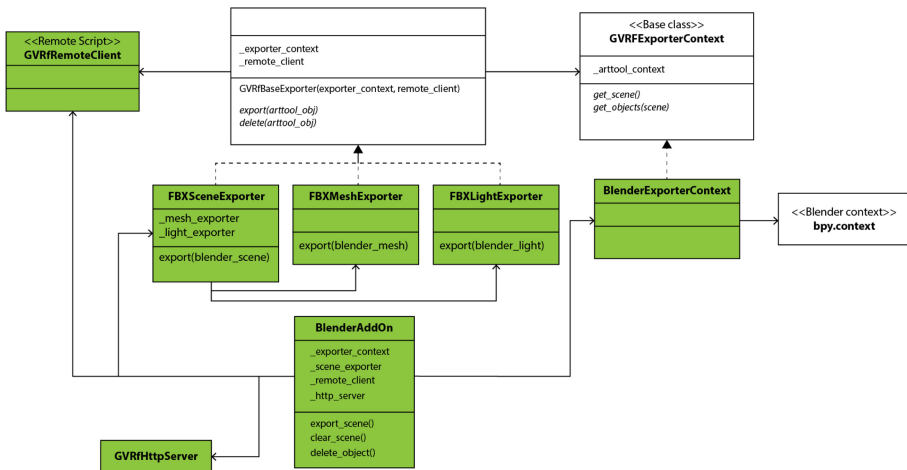 <<Remote Script>>
GVRfRemoteClient
_exporter_context
_remote_client
GVRfBaseExporter(exporter_context, remote_client)
export(arttool_obj)
delete(arttool_obj)
<<Base class>>
GVRFExporterContext
_arttool_context
get_scene()
get_objects(scene)
FBXSceneExporter
_mesh_exporter
_light_exporter
export(blender_scene)
FBXMeshExporter
export(blender_mesh)
FBXLightExporter
export(blender_light)
BlenderExporterContext
<<Blender context>>
bpy.context
BlenderAddOn
_exporter_context
_scene_exporter
_remote_client
_http_server
export_scene()
clear_scene()
delete_object()
GVRfHttpServer